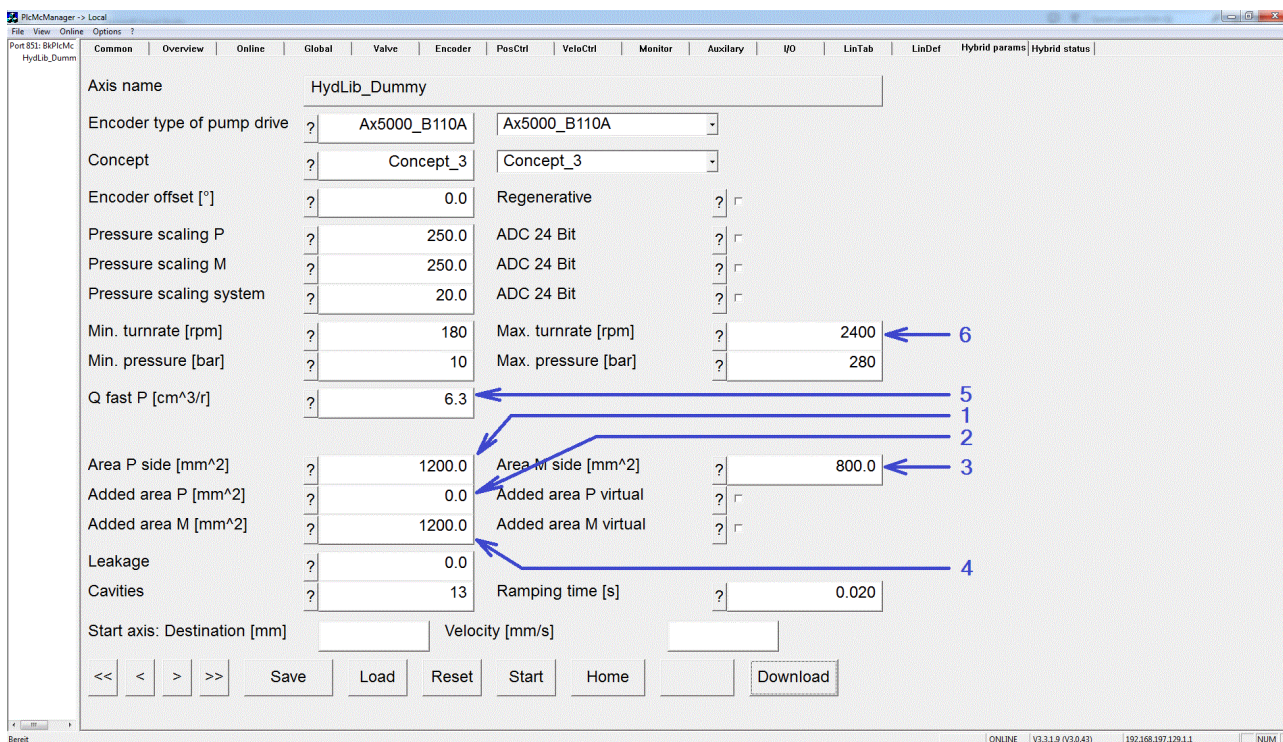 PlcMcManager -> Local
File View Online Options ?
Port 851: BkPlcMc
HydLib_Dumm
Common Overview Online Global Valve Encoder PosCtrl VeloCtrl Monitor Auxilary I/O LinTab LinDef Hybrid params Hybrid status
Axis name HydLib_Dummy
Encoder type of pump drive ? Ax5000_B110A Ax5000_B110A
Concept ? Concept_3 Concept_3
Encoder offset [°] ? 0.0 Regenerative ?
Pressure scaling P ? 250.0 ADC 24 Bit ?
Pressure scaling M ? 250.0 ADC 24 Bit ?
Pressure scaling system ? 20.0 ADC 24 Bit ?
Min. turnrate [rpm] ? 180 Max. turnrate [rpm] ? 2400 6
Min. pressure [bar] ? 10 Max. pressure [bar] ? 280
Q fast P [cm^3/r] ? 6.3 5
1
2
Area P side [mm^2] ? 1200.0 Area M side [mm^2] ? 800.0 3
Added area P [mm^2] ? 0.0 Added area P virtual ?
Added area M [mm^2] ? 1200.0 Added area M virtual ?
Leakage ? 0.0 4
Cavities ? 13 Ramping time [s] ? 0.020
Start axis: Destination [mm] Velocity [mm/s]
<< < > >> Save Load Reset Start Home Download
Bereit ONLINE V3.3.1.9 (V3.0.43) 192.168.197.129.1.1 NUM